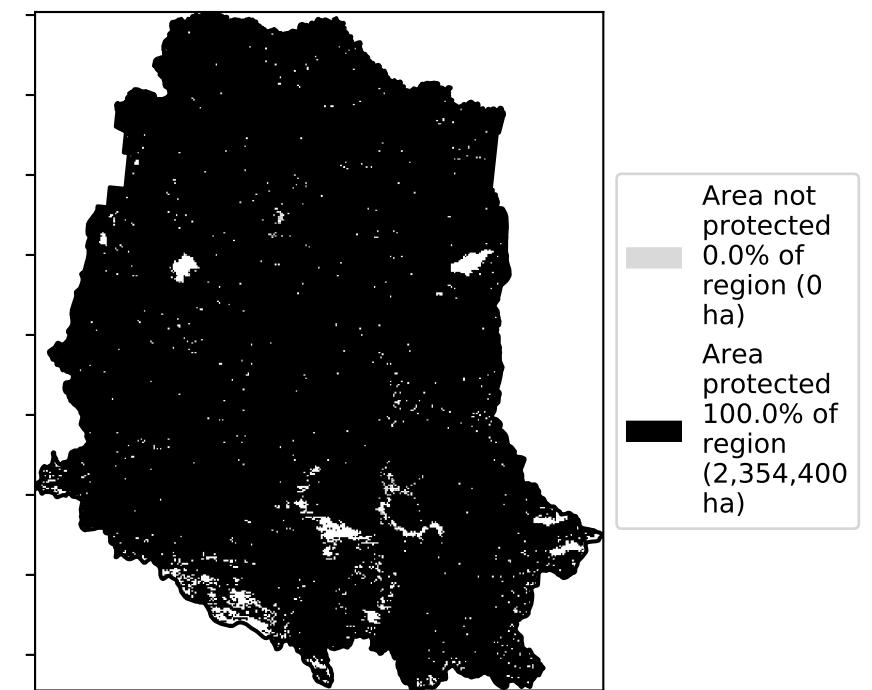 Area not
protected
0.0% of
region (0
ha)
Area
protected
100.0% of
region
(2,354,400
ha)